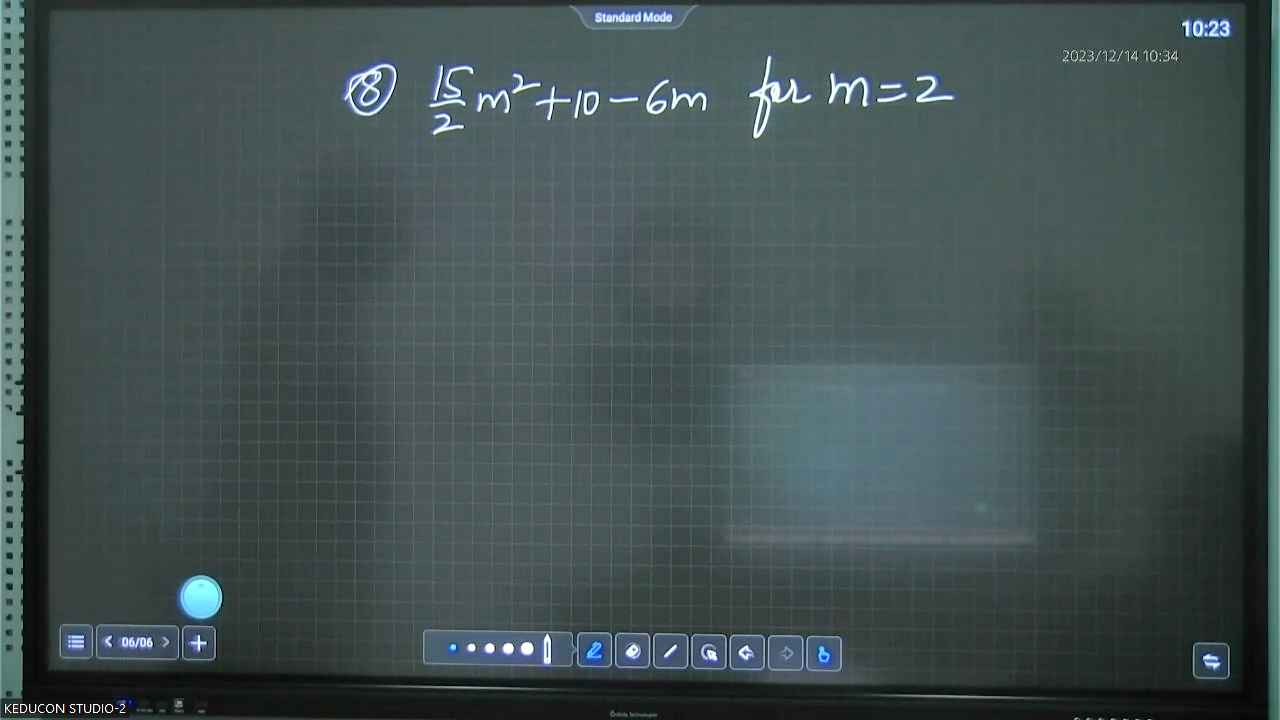 Standard Mode
10:23
2023/12/14 10:34
⑧ 15/2 m² + 10 - 6m for m = 2
06/06
KEDUCON STUDIO-2